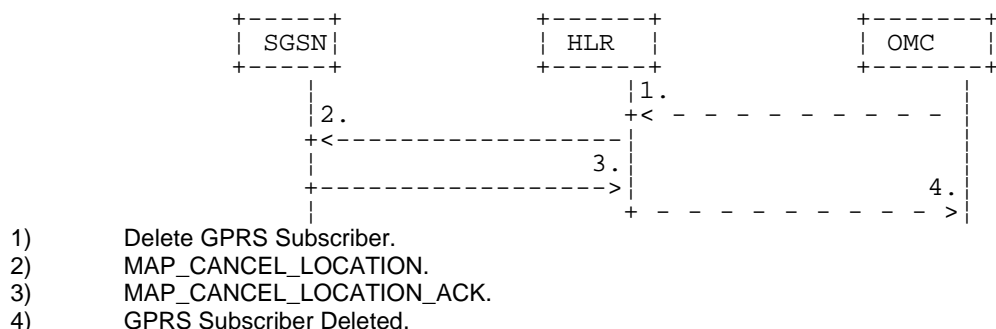 +-----+ +------+ +-------+
¦ SGSN¦ ¦ HLR ¦ ¦ OMC ¦
+-----+ +------+ +-------+
¦ ¦1. ¦
¦2. +< - - - - - - - - - ¦
+<------------------¦ ¦
¦ 3.¦ ¦
+------------------>¦ 4.¦
¦ + - - - - - - - - - - >¦
1) Delete GPRS Subscriber.
2) MAP_CANCEL_LOCATION.
3) MAP_CANCEL_LOCATION_ACK.
4) GPRS Subscriber Deleted.